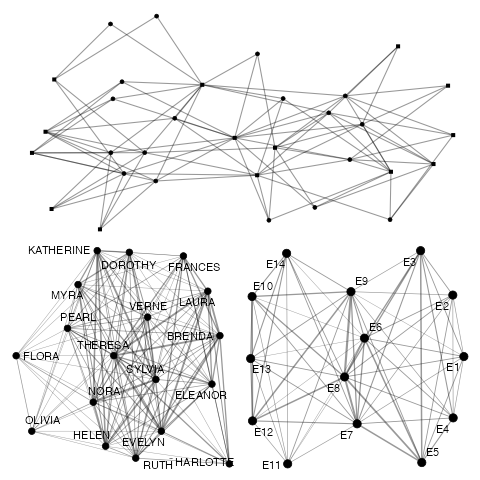 KATHERINE
DOROTHY
FRANCES
MYRA
LAURA
VERNE
PEARL
BRENDA
THERESA
FLORA
SYLVIA
NORA
ELEANOR
OLIVIA
HELEN
EVELYN
RUTH
HARLOTTE
E3
E14
E9
E10
E2
E6
E1
E13
E8
E12
E7
E4
E5
E11